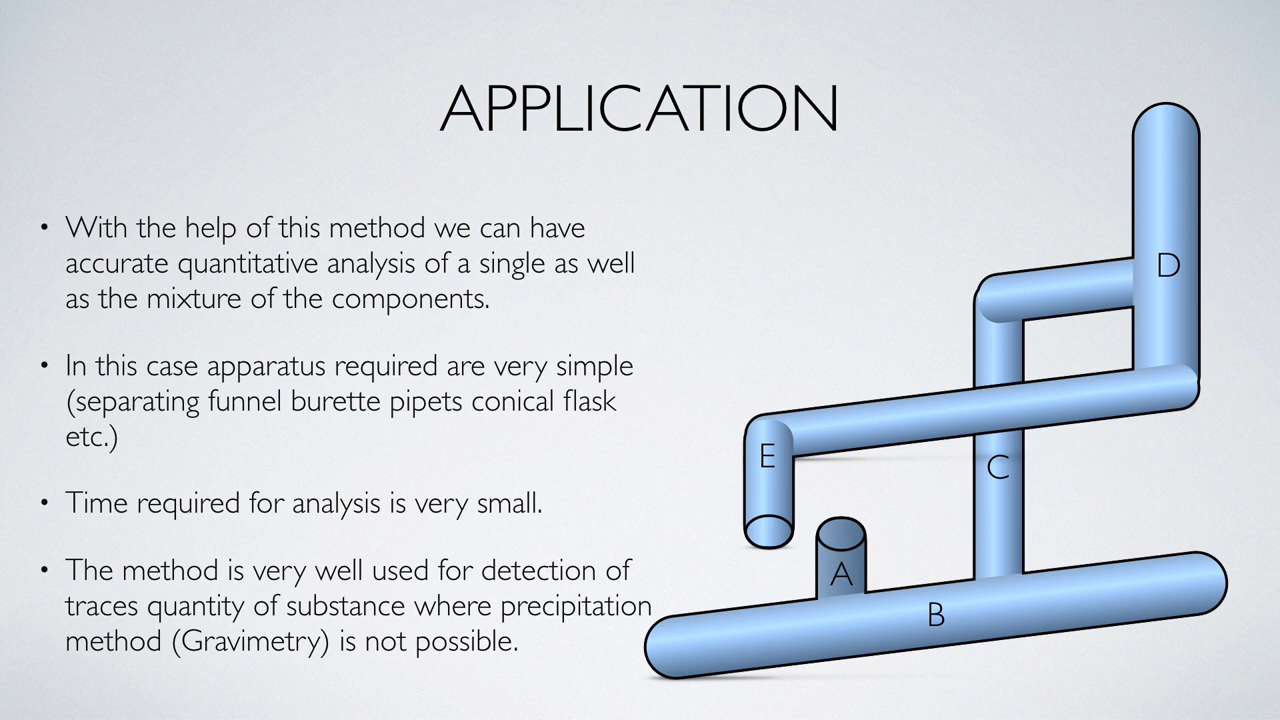 APPLICATION
• With the help of this method we can have
accurate quantitative analysis of a single as well
as the mixture of the components.
• In this case apparatus required are very simple
(separating funnel burette pipets conical flask
etc.)
• Time required for analysis is very small.
• The method is very well used for detection of
traces quantity of substance where precipitation
method (Gravimetry) is not possible.
D
E
C
A
B